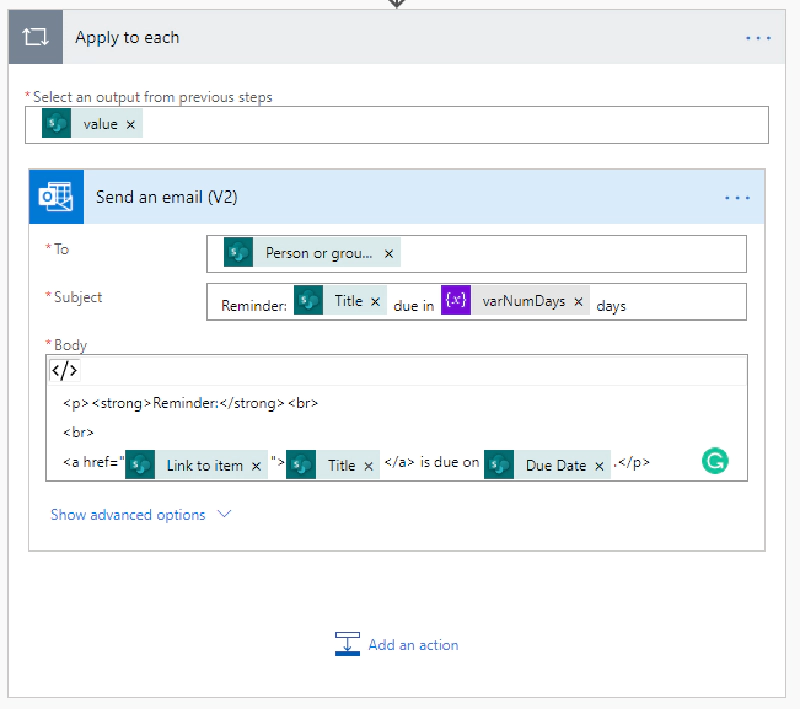 Apply to each
* Select an output from previous steps
value ×
Send an email (V2)
* To
Person or grou... ×
* Subject
Reminder: Title × due in {x} varNumDays × days
* Body
</>
<p><strong>Reminder:</strong><br>
<br>
<a href="Link to item ×">Title ×</a> is due on Due Date ×.</p>
Show advanced options
Add an action